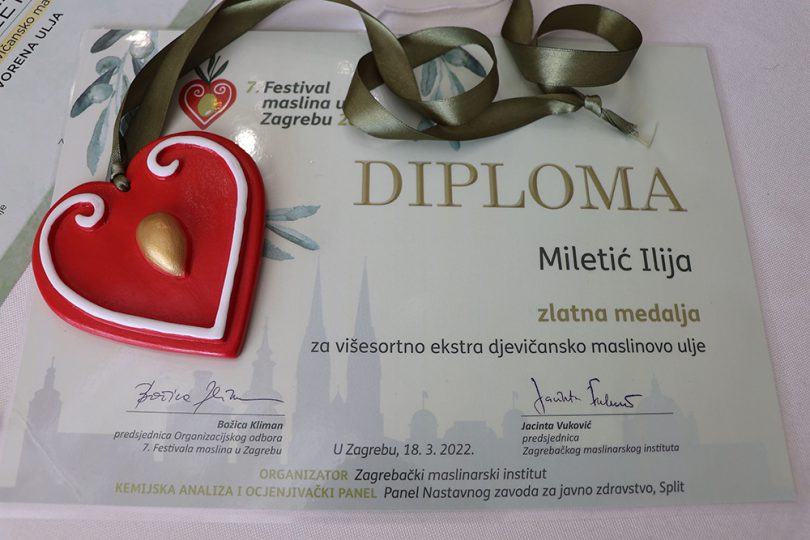 VORENA ULJA
7. Festival
maslina u
Zagrebu
DIPLOMA
Miletić Ilija
zlatna medalja
za višesortno ekstra djevičansko maslinovo ulje
Božica Kliman
predsjednica Organizacijskog odbora
7. Festivala maslina u Zagrebu
U Zagrebu, 18. 3. 2022.
Jacinta Vuković
predsjednica
Zagrebačkog maslinarskog instituta
ORGANIZATOR Zagrebački maslinarski institut
KEMIJSKA ANALIZA I OCJENJIVAČKI PANEL Panel Nastavnog zavoda za javno zdravstvo, Split